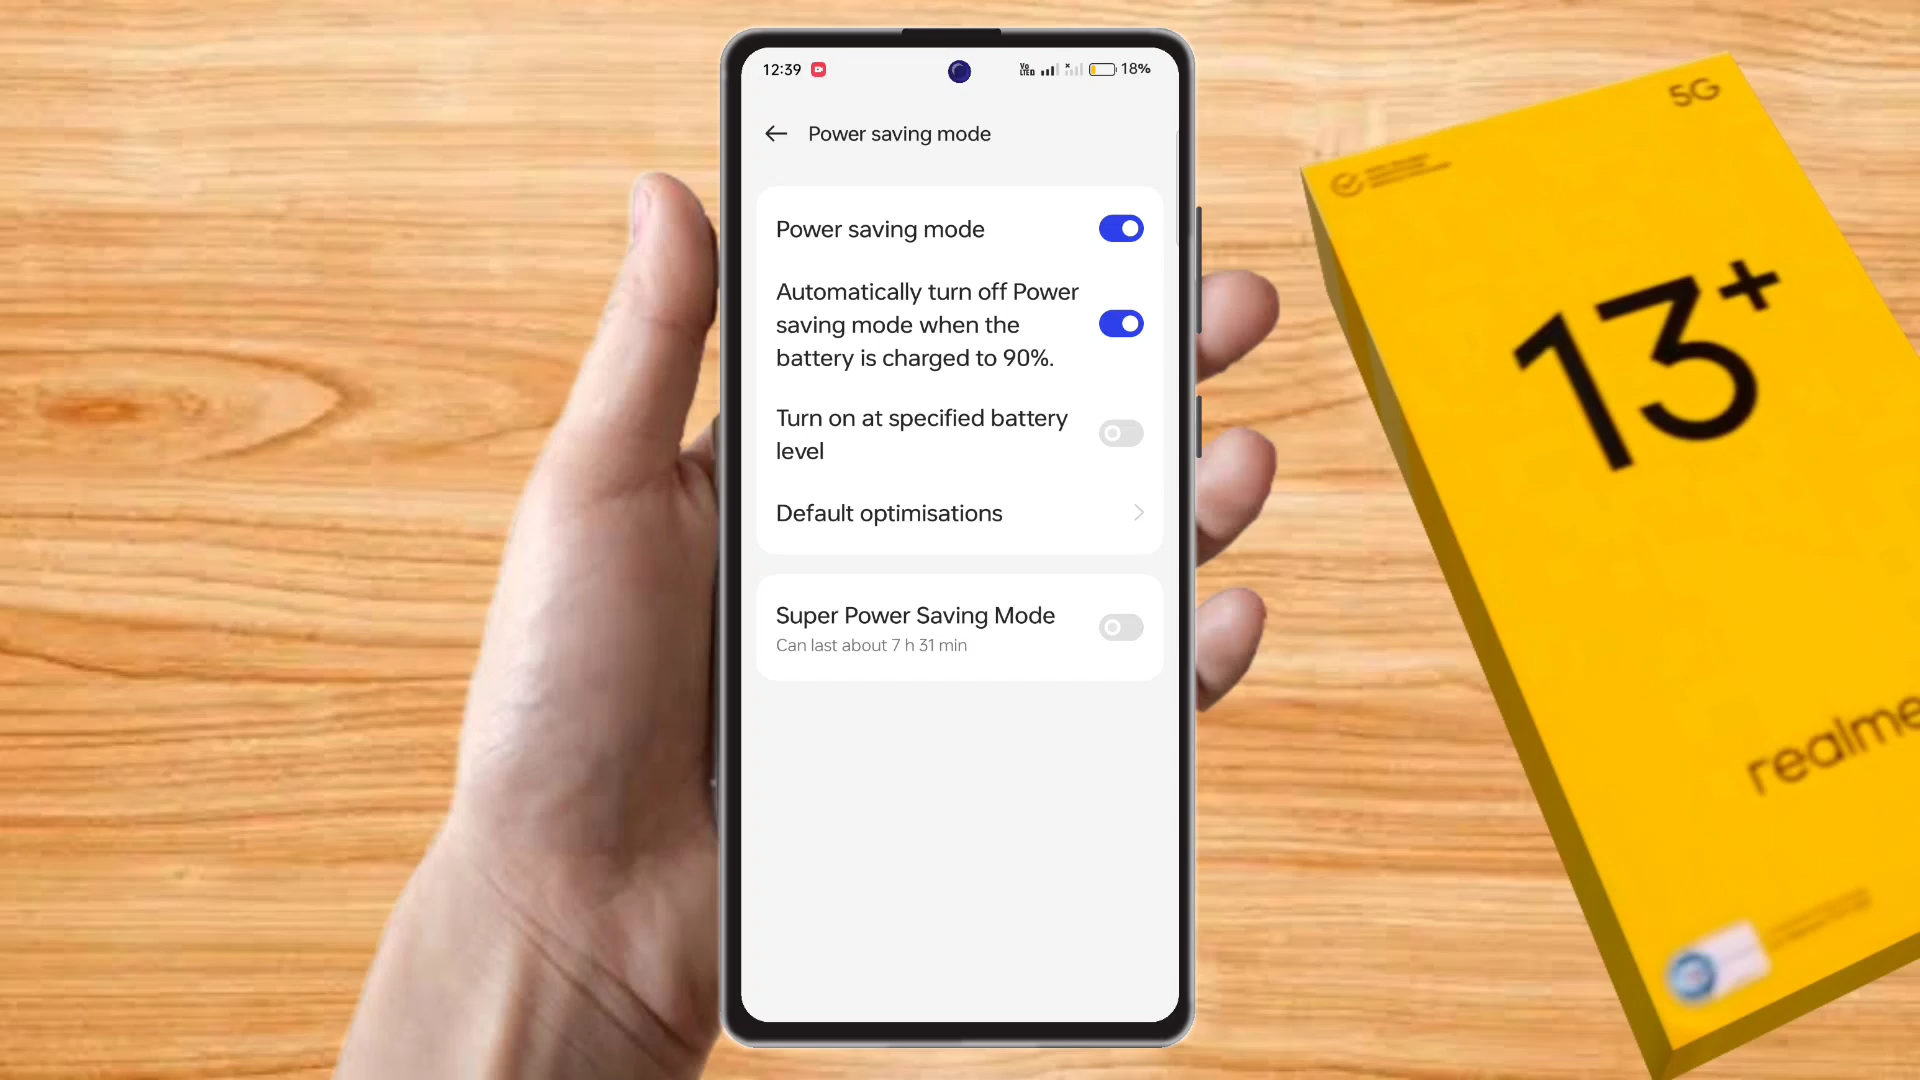 12:39
Vo
LTED
18%
Power saving mode
Power saving mode
Automatically turn off Power
saving mode when the
battery is charged to 90%.
Turn on at specified battery
level
Default optimisations
Super Power Saving Mode
Can last about 7 h 31 min
5G
13+
realme